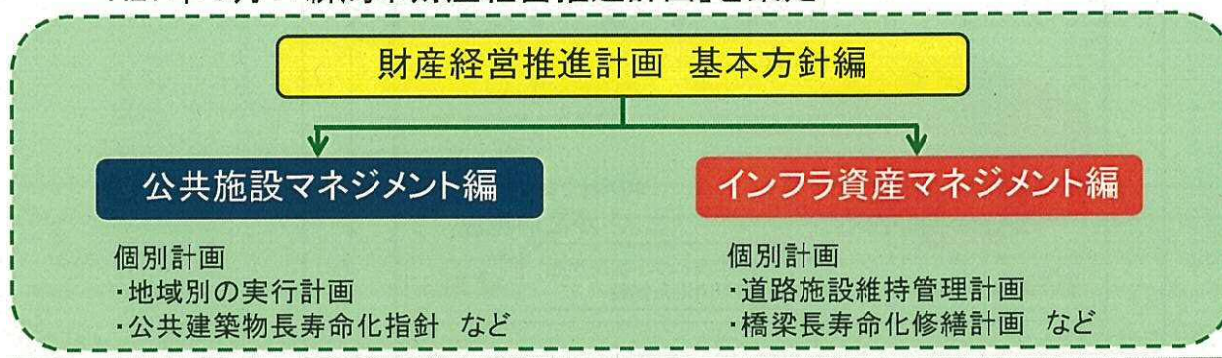 財産経営推進計画 基本方針編
公共施設マネジメント編
インフラ資産マネジメント編
個別計画
・地域別の実行計画
・公共建築物長寿命化指針 など
個別計画
・道路施設維持管理計画
・橋梁長寿命化修繕計画 など